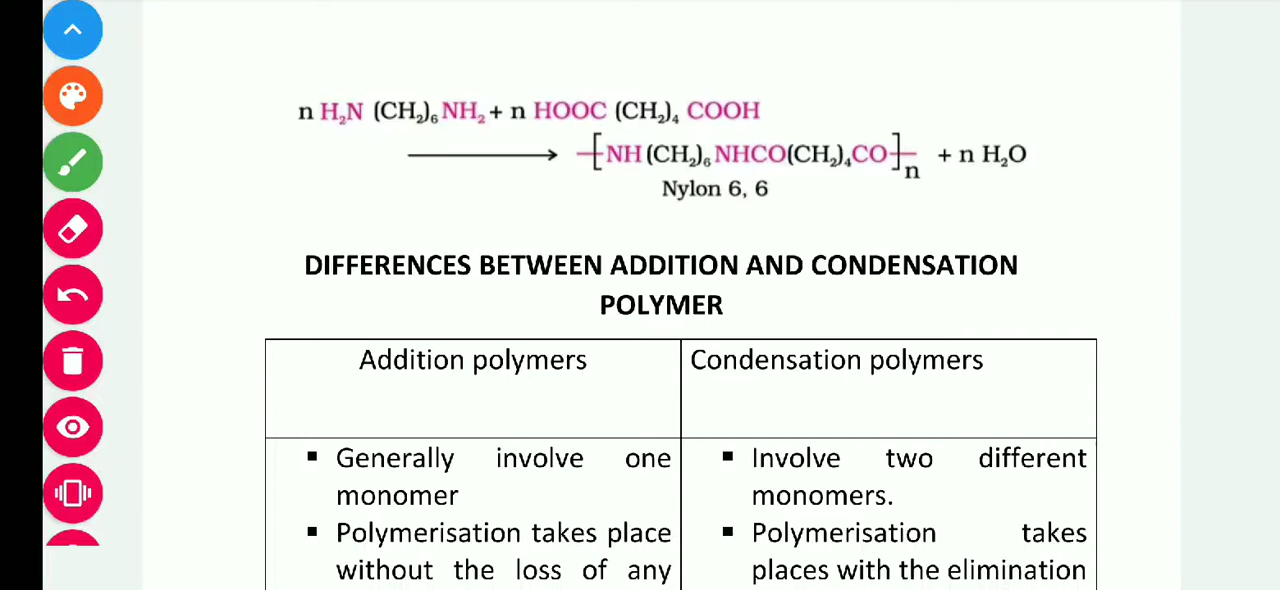 n H₂N (CH₂)₆ NH₂ + n HOOC (CH₂)₄ COOH
⟶ [NH (CH₂)₆ NHCO(CH₂)₄CO]n + n H₂O
Nylon 6, 6
DIFFERENCES BETWEEN ADDITION AND CONDENSATION
POLYMER
Addition polymers
Condensation polymers
▪ Generally involve one
monomer
▪ Polymerisation takes place
without the loss of any
▪ Involve two different
monomers.
▪ Polymerisation takes
places with the elimination